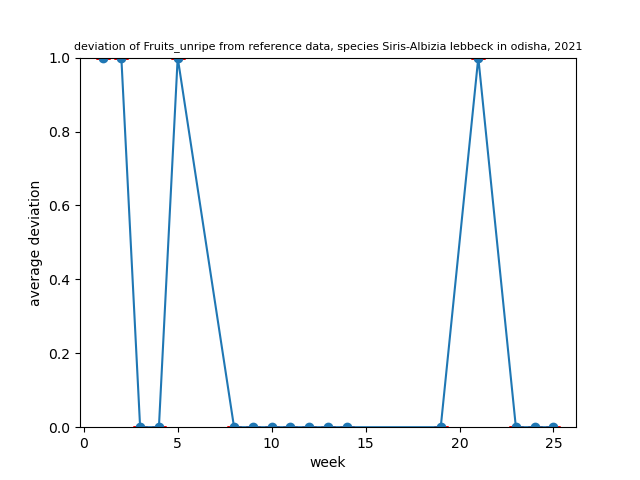 deviation of Fruits_unripe from reference data, species Siris-Albizia lebbeck in odisha, 2021
1.0
0.8
0.6
0.4
0.2
0.0
average deviation
0 5 10 15 20 25
week